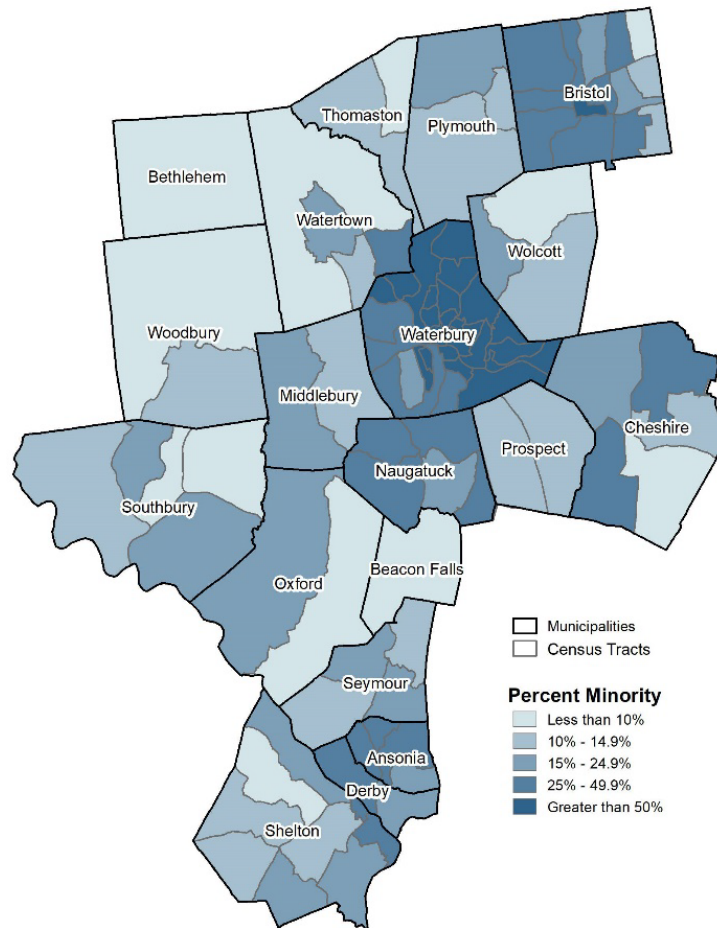 Bristol
Thomaston
Plymouth
Bethlehem
Watertown
Wolcott
Woodbury
Waterbury
Middlebury
Cheshire
Prospect
Naugatuck
Southbury
Oxford
Beacon Falls
Municipalities
Census Tracts
Seymour
Percent Minority
Less than 10%
10% - 14.9%
15% - 24.9%
25% - 49.9%
Greater than 50%
Ansonia
Derby
Shelton